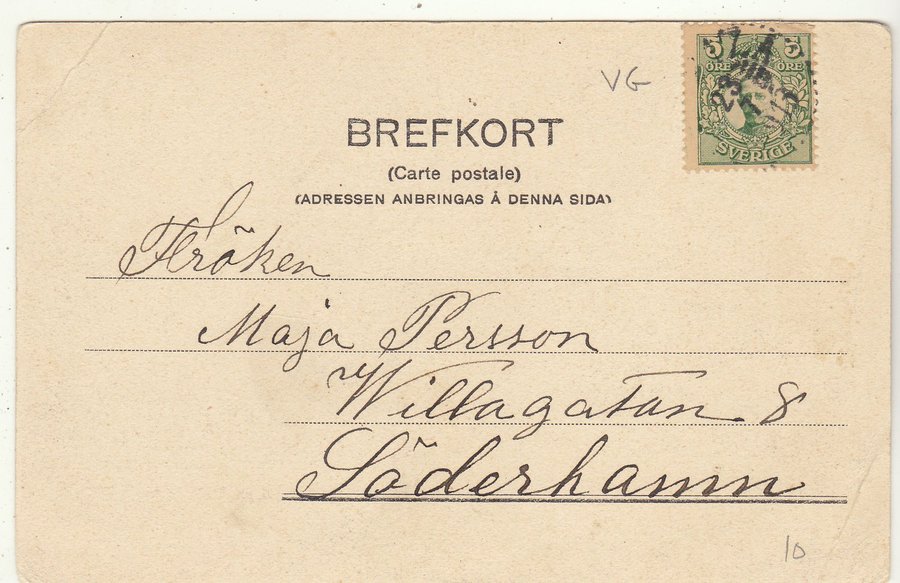 VG
5 5
ÖRE ÖRE
SVERIGE
BREFKORT
(Carte postale)
(ADRESSEN ANBRINGAS Å DENNA SIDA)
Fröken
Maja Persson
Willagatan 8
Söderhamn
10